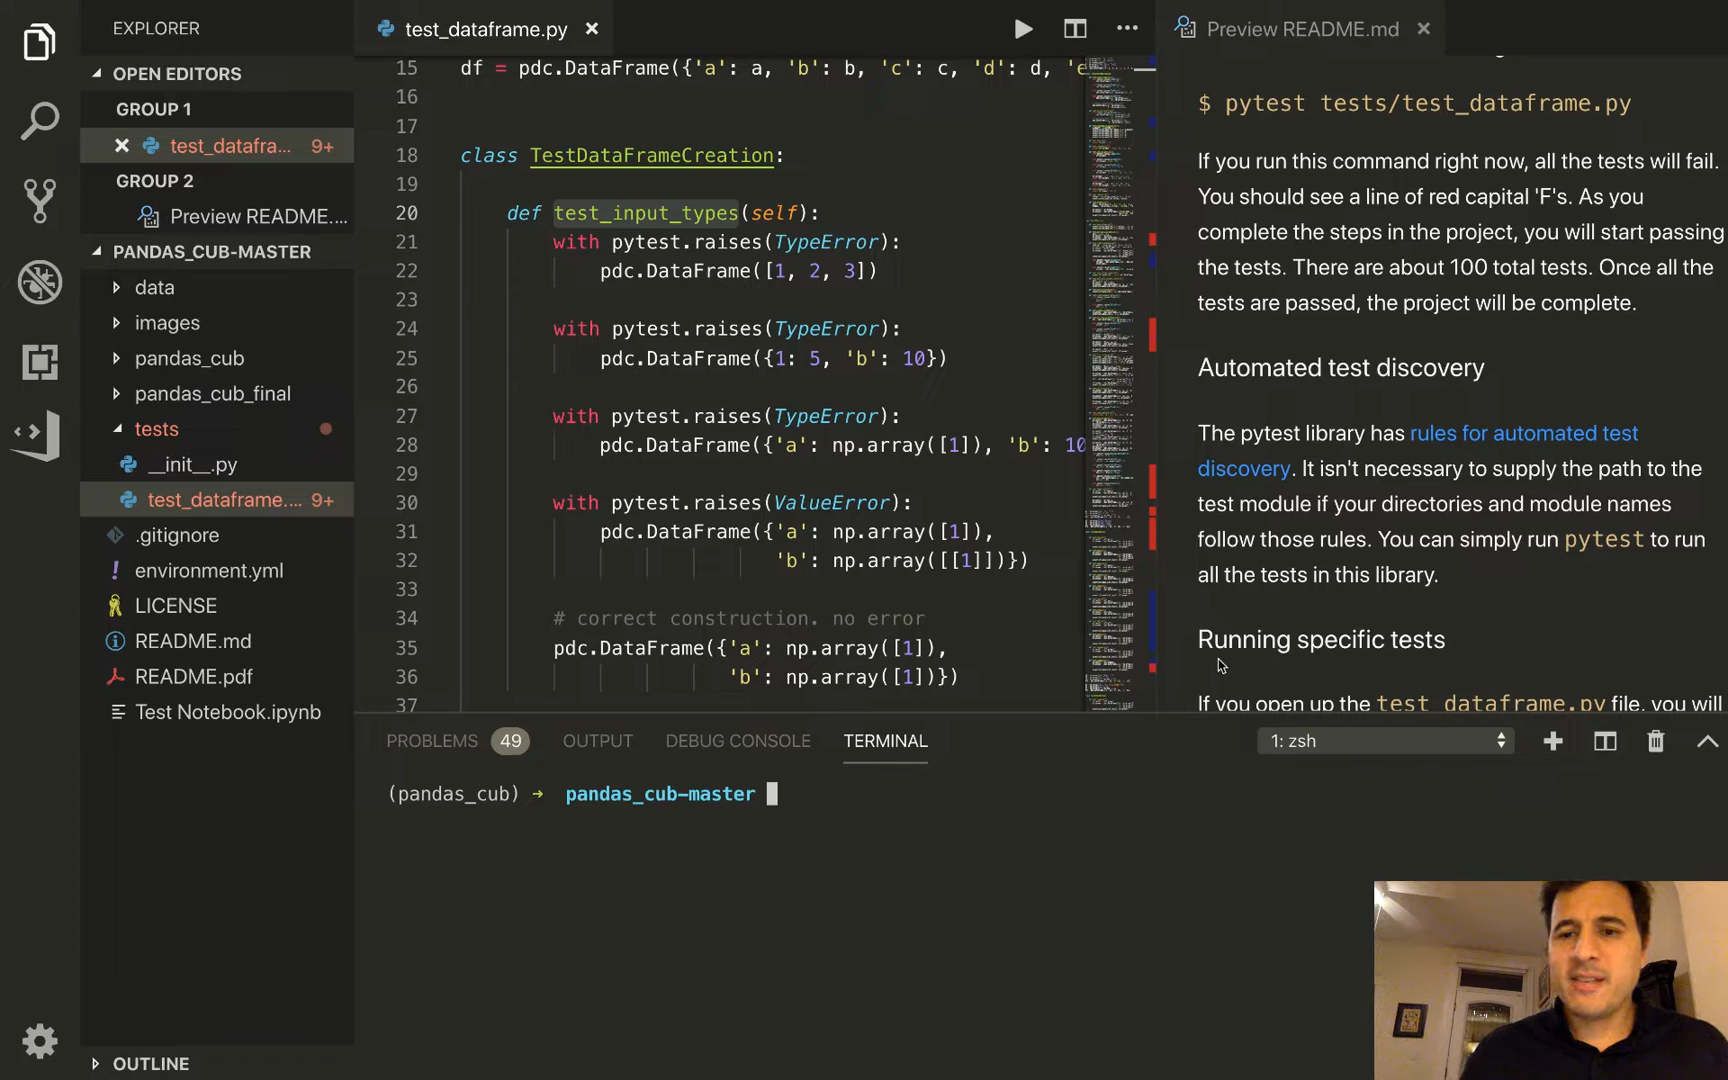 EXPLORER
OPEN EDITORS
GROUP 1
test_datafra... 9+
GROUP 2
Preview README....
PANDAS_CUB-MASTER
data
images
pandas_cub
pandas_cub_final
tests
__init__.py
test_dataframe.... 9+
.gitignore
environment.yml
LICENSE
README.md
README.pdf
Test Notebook.ipynb
OUTLINE
test_dataframe.py
15 df = pdc.DataFrame({'a': a, 'b': b, 'c': c, 'd': d, 'e
16
17
18 class TestDataFrameCreation:
19
20 def test_input_types(self):
21 with pytest.raises(TypeError):
22 pdc.DataFrame([1, 2, 3])
23
24 with pytest.raises(TypeError):
25 pdc.DataFrame({1: 5, 'b': 10})
26
27 with pytest.raises(TypeError):
28 pdc.DataFrame({'a': np.array([1]), 'b': 10
29
30 with pytest.raises(ValueError):
31 pdc.DataFrame({'a': np.array([1]),
32 'b': np.array([[1]])})
33
34 # correct construction. no error
35 pdc.DataFrame({'a': np.array([1]),
36 'b': np.array([1])})
37
Preview README.md
$ pytest tests/test_dataframe.py
If you run this command right now, all the tests will fail.
You should see a line of red capital 'F's. As you
complete the steps in the project, you will start passing
the tests. There are about 100 total tests. Once all the
tests are passed, the project will be complete.
Automated test discovery
The pytest library has rules for automated test
discovery. It isn't necessary to supply the path to the
test module if your directories and module names
follow those rules. You can simply run pytest to run
all the tests in this library.
Running specific tests
If you open up the test_dataframe.py file, you will
PROBLEMS 49 OUTPUT DEBUG CONSOLE TERMINAL 1: zsh
(pandas_cub) → pandas_cub-master